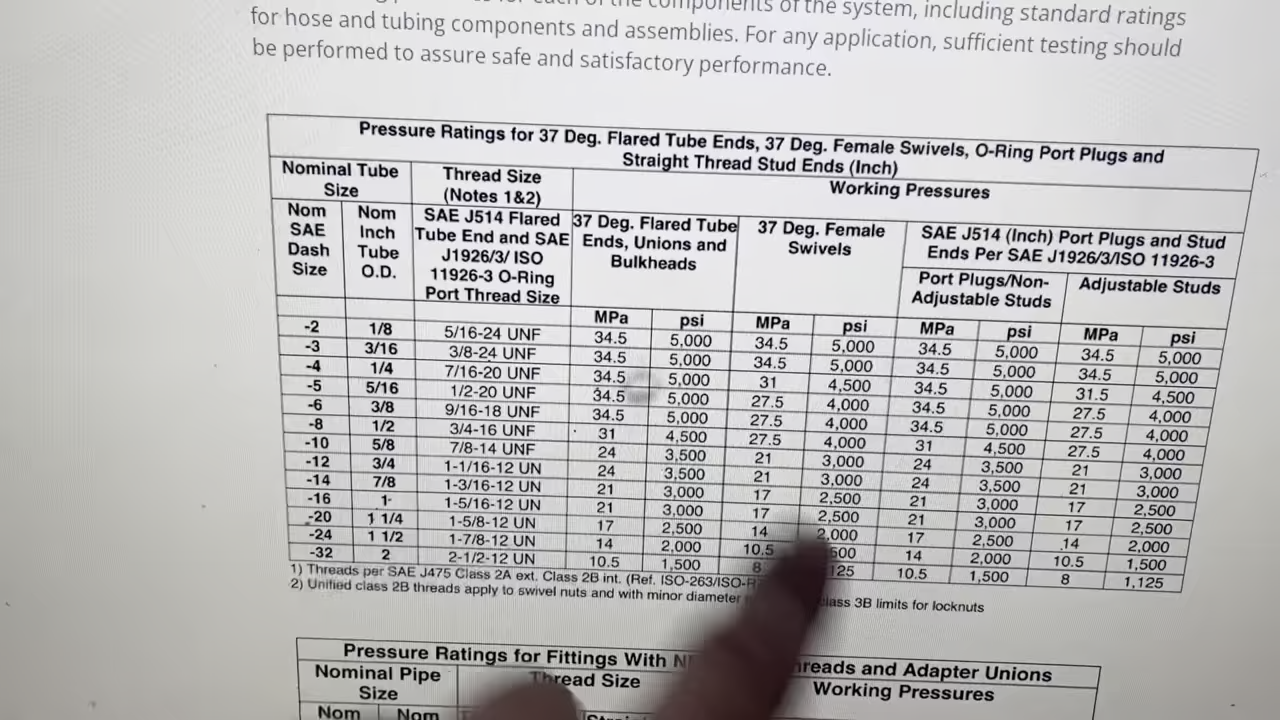 components of the system, including standard ratings
for hose and tubing components and assemblies. For any application, sufficient testing should
be performed to assure safe and satisfactory performance.
Pressure Ratings for 37 Deg. Flared Tube Ends, 37 Deg. Female Swivels, O-Ring Port Plugs and
Straight Thread Stud Ends (Inch)
Nominal Tube
Size
Thread Size
(Notes 1&2)
Working Pressures
Nom
SAE
Dash
Size
Nom
Inch
Tube
O.D.
SAE J514 Flared
Tube End and SAE
J1926/3/ ISO
11926-3 O-Ring
Port Thread Size
37 Deg. Flared Tube
Ends, Unions and
Bulkheads
37 Deg. Female
Swivels
SAE J514 (Inch) Port Plugs and Stud
Ends Per SAE J1926/3/ISO 11926-3
Port Plugs/Non-
Adjustable Studs
Adjustable Studs
MPa psi MPa psi MPa psi MPa psi
-2 1/8 5/16-24 UNF 34.5 5,000 34.5 5,000 34.5 5,000 34.5 5,000
-3 3/16 3/8-24 UNF 34.5 5,000 34.5 5,000 34.5 5,000 34.5 5,000
-4 1/4 7/16-20 UNF 34.5 5,000 31 4,500 34.5 5,000 31.5 4,500
-5 5/16 1/2-20 UNF 34.5 5,000 27.5 4,000 34.5 5,000 27.5 4,000
-6 3/8 9/16-18 UNF 34.5 5,000 27.5 4,000 34.5 5,000 27.5 4,000
-8 1/2 3/4-16 UNF 31 4,500 27.5 4,000 31 4,500 27.5 4,000
-10 5/8 7/8-14 UNF 24 3,500 21 3,000 24 3,500 21 3,000
-12 3/4 1-1/16-12 UN 24 3,500 21 3,000 24 3,500 21 3,000
-14 7/8 1-3/16-12 UN 21 3,000 17 2,500 21 3,000 17 2,500
-16 1 1-5/16-12 UN 21 3,000 17 2,500 21 3,000 17 2,500
-20 1 1/4 1-5/8-12 UN 17 2,500 14 2,000 17 2,500 14 2,000
-24 1 1/2 1-7/8-12 UN 14 2,000 10.5 500 14 2,000 10.5 1,500
-32 2 2-1/2-12 UN 10.5 1,500 8 125 10.5 1,500 8 1,125
1) Threads per SAE J475 Class 2A ext. Class 2B int. (Ref. ISO-263/ISO-
2) Unified class 2B threads apply to swivel nuts and with minor diameter class 3B limits for locknuts
Pressure Ratings for Fittings With and Adapter Unions
Nominal Pipe
Size
Thread Size
Working Pressures
Nom Nom